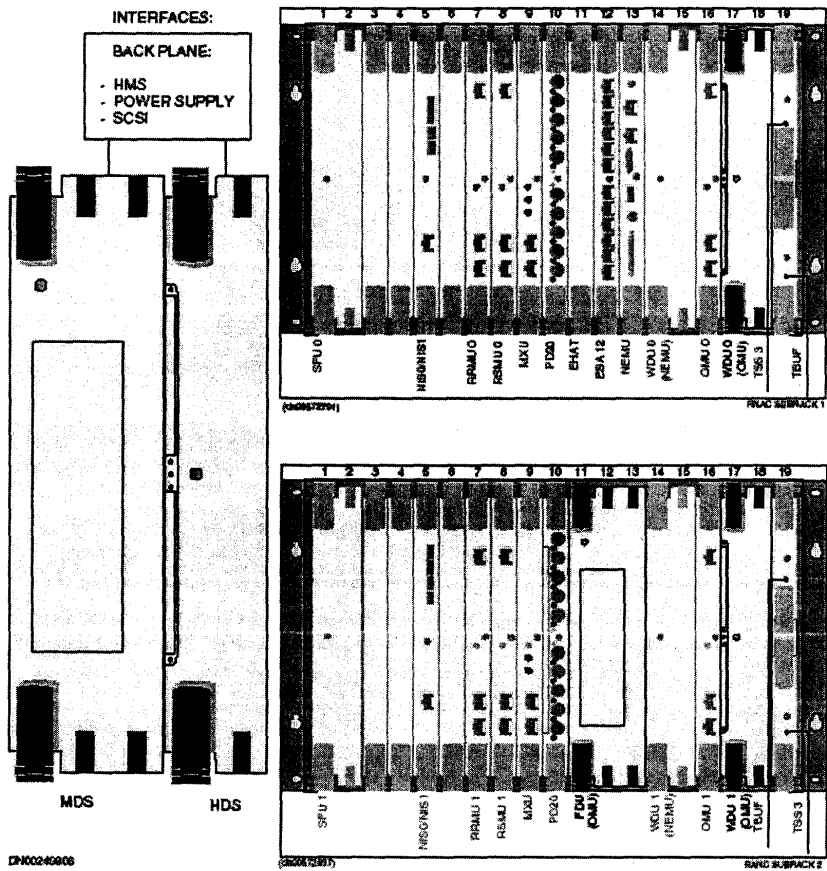 INTERFACES:
BACK PLANE:
- HMS
- POWER SUPPLY
- SCSI
MDS
HDS
DN00249906
1 2 3 4 5 6 7 8 9 10 11 12 13 14 15 16 17 18 19
SFU 0
NIS0/NIS1
RRMU 0
RSMU 0
MXU
PD20
EHAT
ESA 12
NEMU
WDU 0
(NEMU)
OMU 0
WDU 0
(OMU)
TSS 3
TBUF
RNAC SUBRACK 1
1 2 3 4 5 6 7 8 9 10 11 12 13 14 15 16 17 18 19
SFU 1
NIS0/NIS1
RRMU 1
RSMU 1
MXU
PD20
FDU
(OMU)
WDU 1
(NEMU)
OMU 1
WDU 1
(OMU)
TBUF
TSS 3
RNAC SUBRACK 2